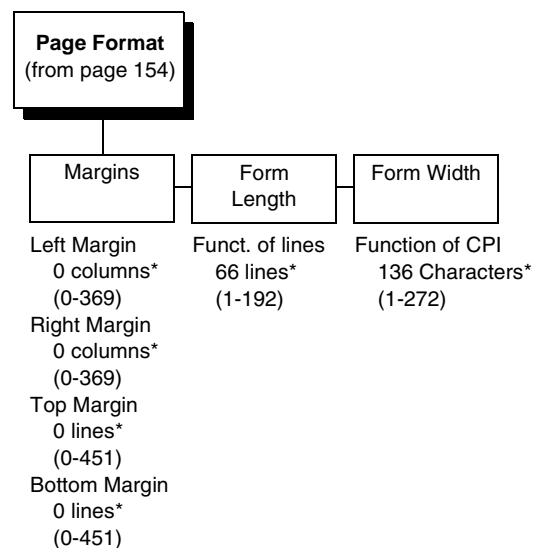 Page Format
(from page 154)
Margins
Form
Length
Form Width
Left Margin
0 columns*
(0-369)
Right Margin
0 columns*
(0-369)
Top Margin
0 lines*
(0-451)
Bottom Margin
0 lines*
(0-451)
Funct. of lines
66 lines*
(1-192)
Function of CPI
136 Characters*
(1-272)